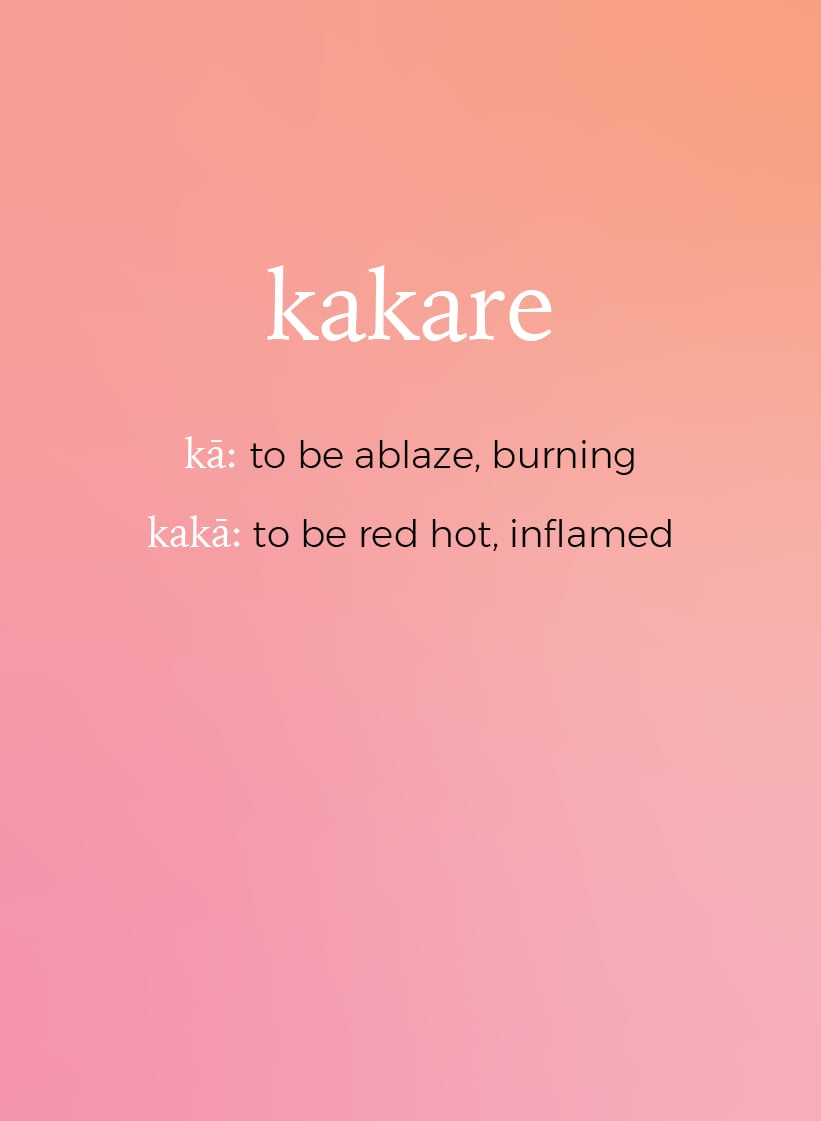 kakare
kā: to be ablaze, burning
kakā: to be red hot, inflamed